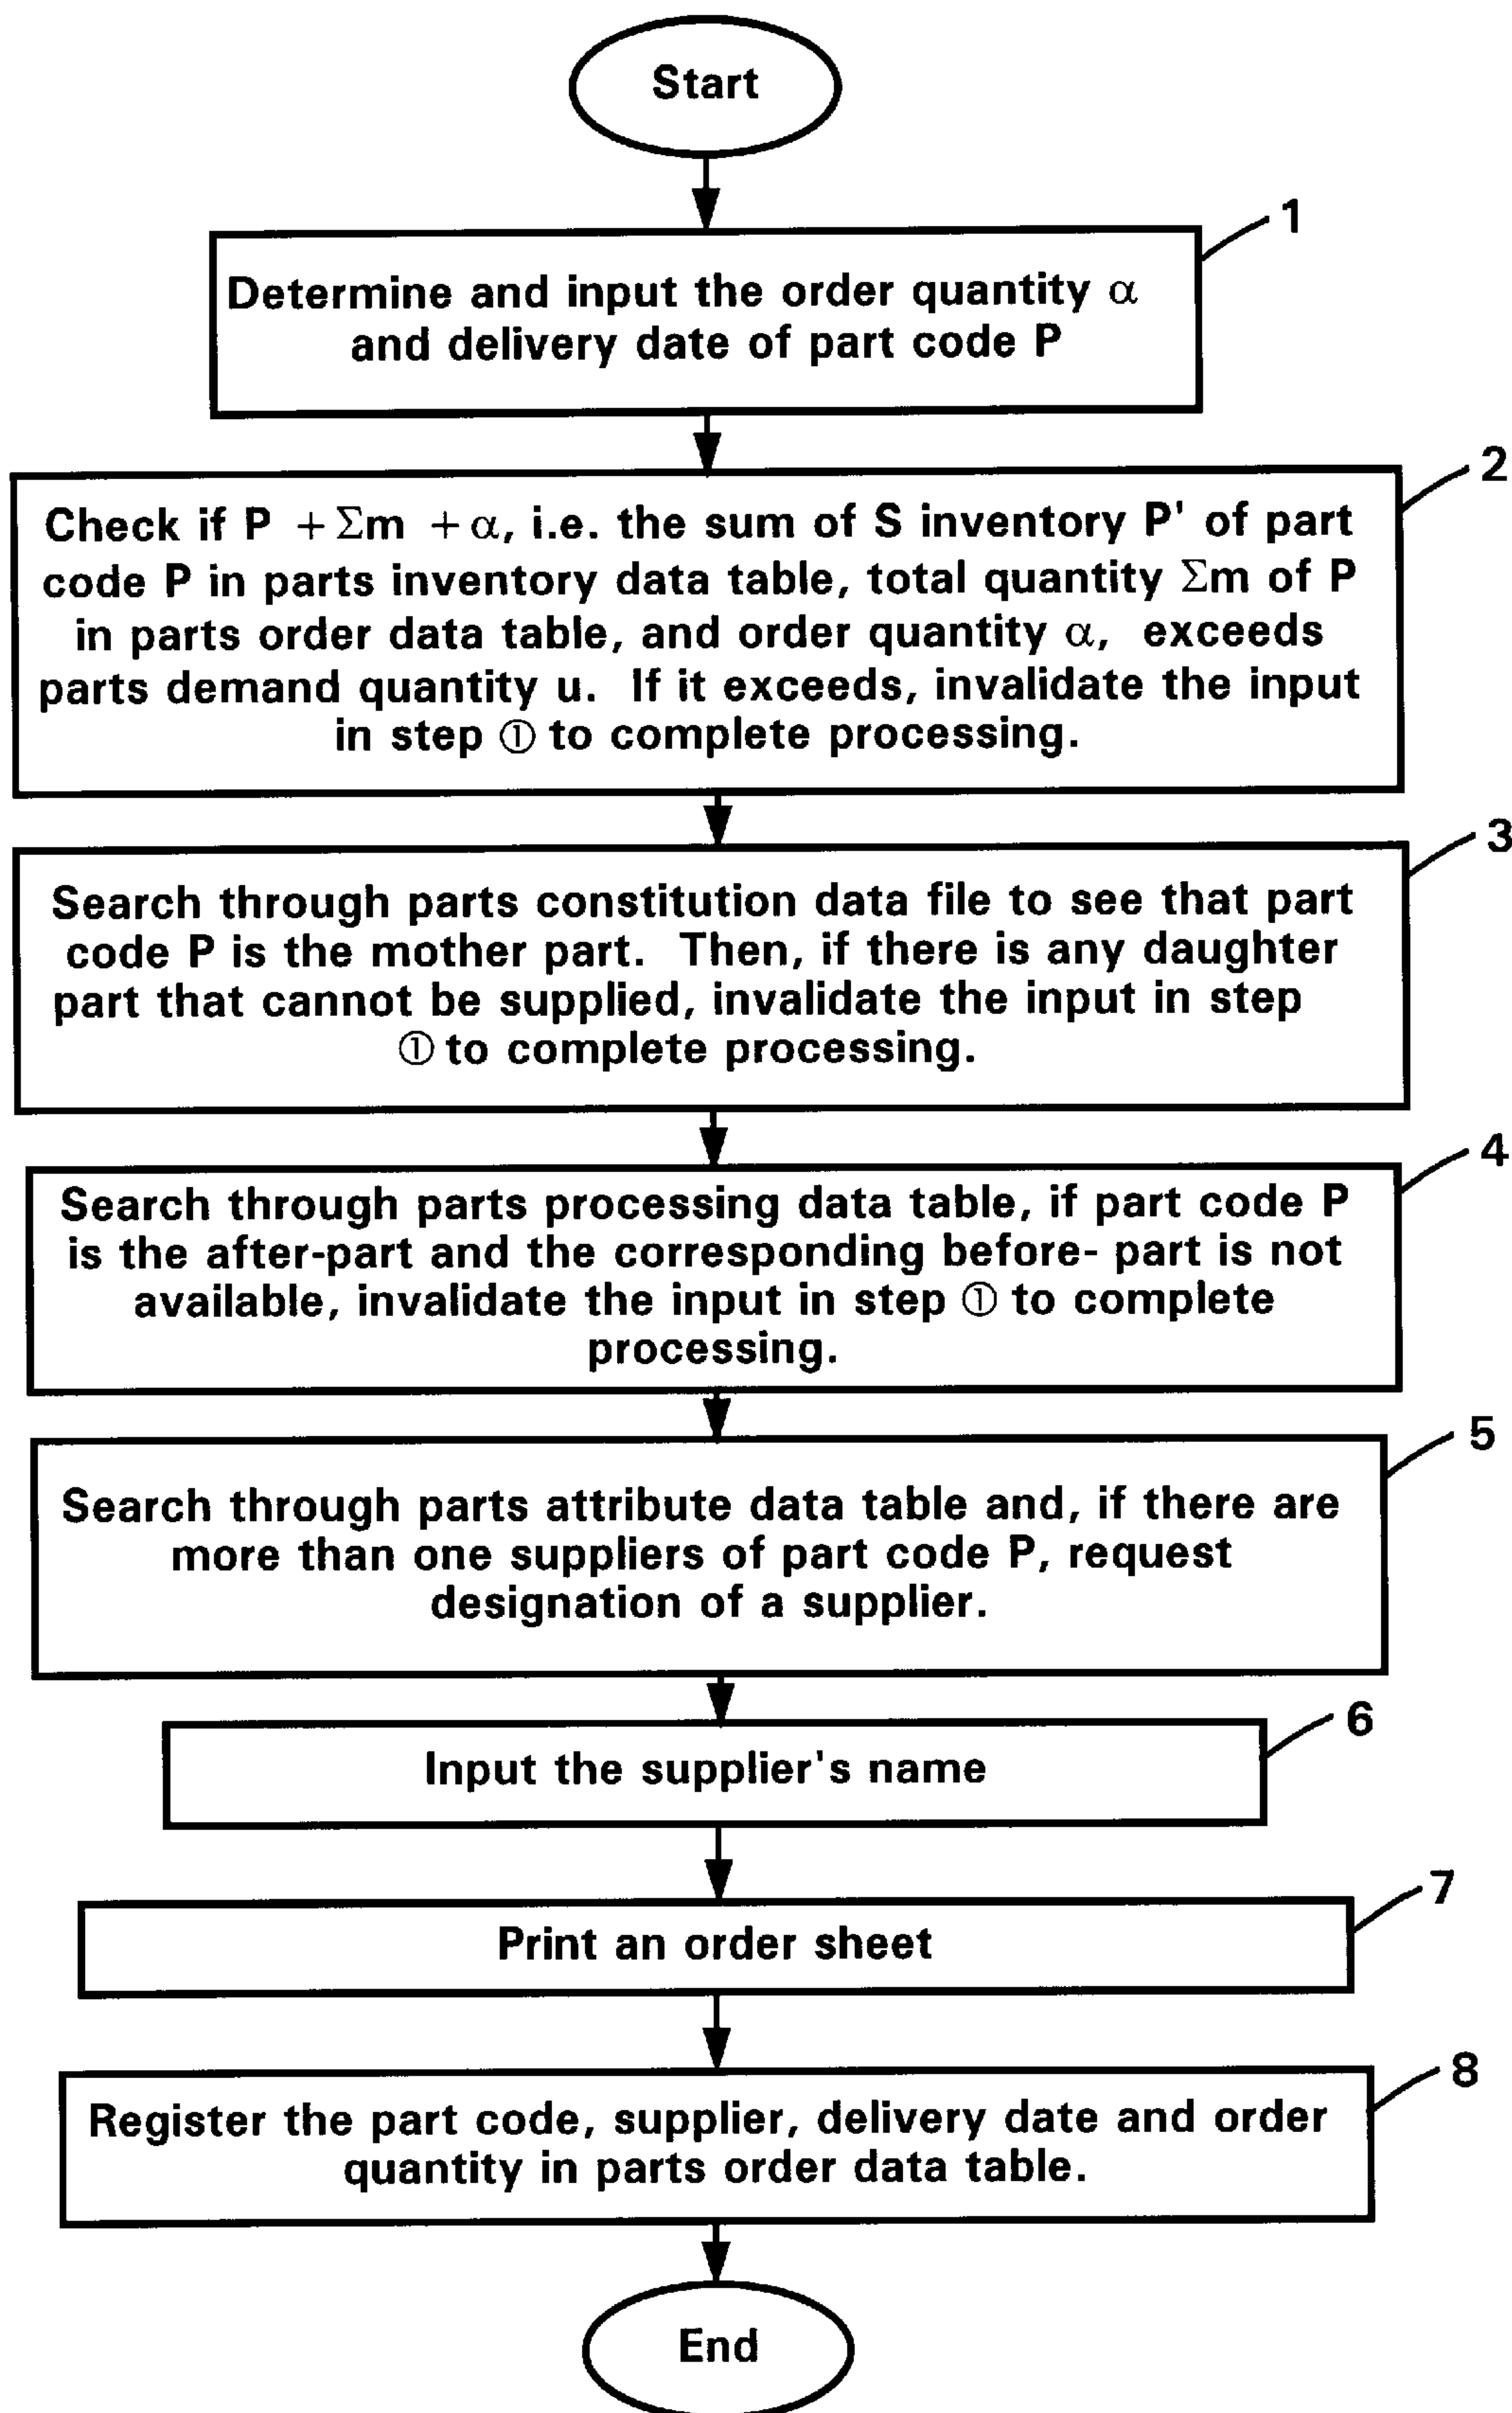 Start
1
Determine and input the order quantity α
and delivery date of part code P
2
Check if P + Σm + α, i.e. the sum of S inventory P' of part
code P in parts inventory data table, total quantity Σm of P
in parts order data table, and order quantity α, exceeds
parts demand quantity u. If it exceeds, invalidate the input
in step ① to complete processing.
3
Search through parts constitution data file to see that part
code P is the mother part. Then, if there is any daughter
part that cannot be supplied, invalidate the input in step
① to complete processing.
4
Search through parts processing data table, if part code P
is the after-part and the corresponding before- part is not
available, invalidate the input in step ① to complete
processing.
5
Search through parts attribute data table and, if there are
more than one suppliers of part code P, request
designation of a supplier.
6
Input the supplier's name
7
Print an order sheet
8
Register the part code, supplier, delivery date and order
quantity in parts order data table.
End